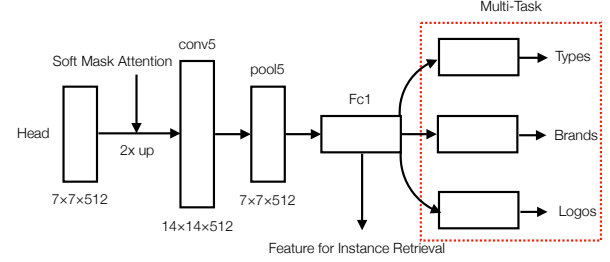 Multi-Task
conv5
Soft Mask Attention
pool5
Types
Fc1
Head
2x up
Brands
7×7×512
7×7×512
Logos
14×14×512
Feature for Instance Retrieval